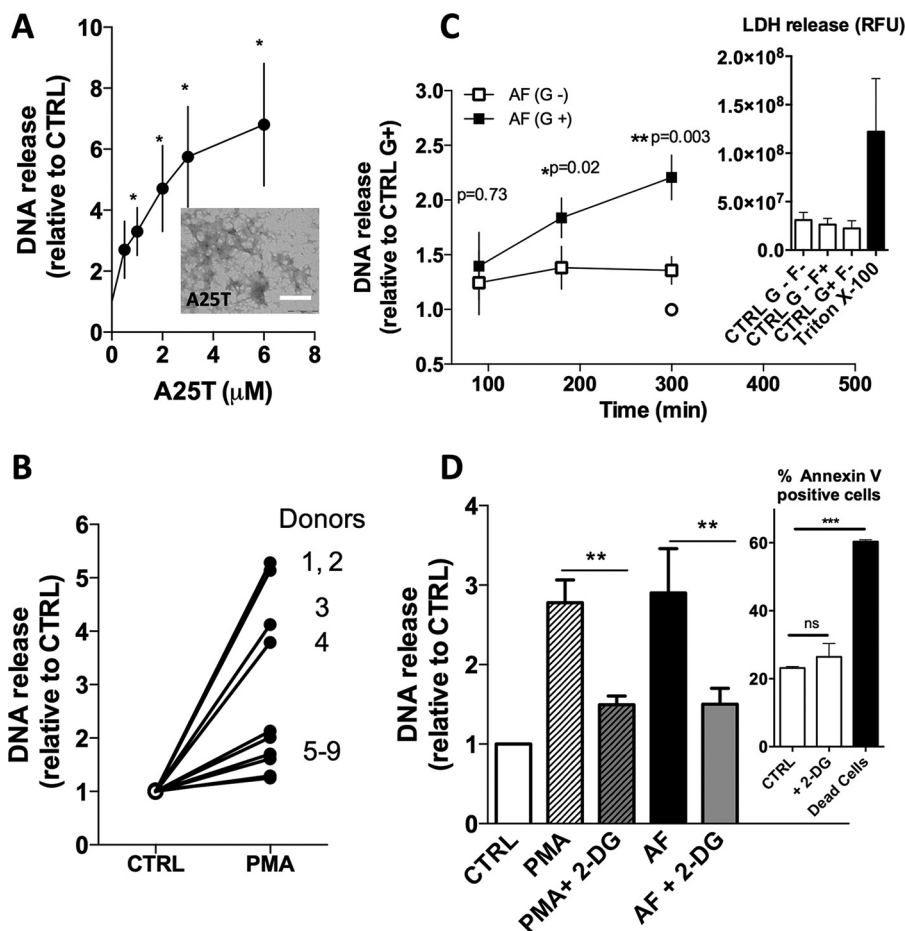 A
DNA release
(relative to CTRL)
10
8
6
4
2
0
*
*
*
*
*
A25T
0 2 4 6 8
A25T (μM)
C
DNA release
(relative to CTRL G+)
3.0
2.5
2.0
1.5
1.0
0.5
AF (G -)
AF (G +)
p=0.73
*p=0.02
**p=0.003
100 200 300 400 500
Time (min)
LDH release (RFU)
2.0×10⁸
1.5×10⁸
1.0×10⁸
5.0×10⁷
0.0
CTRL G - F-
CTRL G - F+
CTRL G+ F-
Triton X-100
B
DNA release
(relative to CTRL)
6
5
4
3
2
1
0
Donors
1, 2
3
4
5-9
CTRL PMA
D
DNA release
(relative to CTRL)
4
3
2
1
0
**
**
CTRL
PMA
PMA+ 2-DG
AF
AF + 2-DG
% Annexin V
positive cells
60
40
20
0
***
ns
CTRL
+ 2-DG
Dead Cells